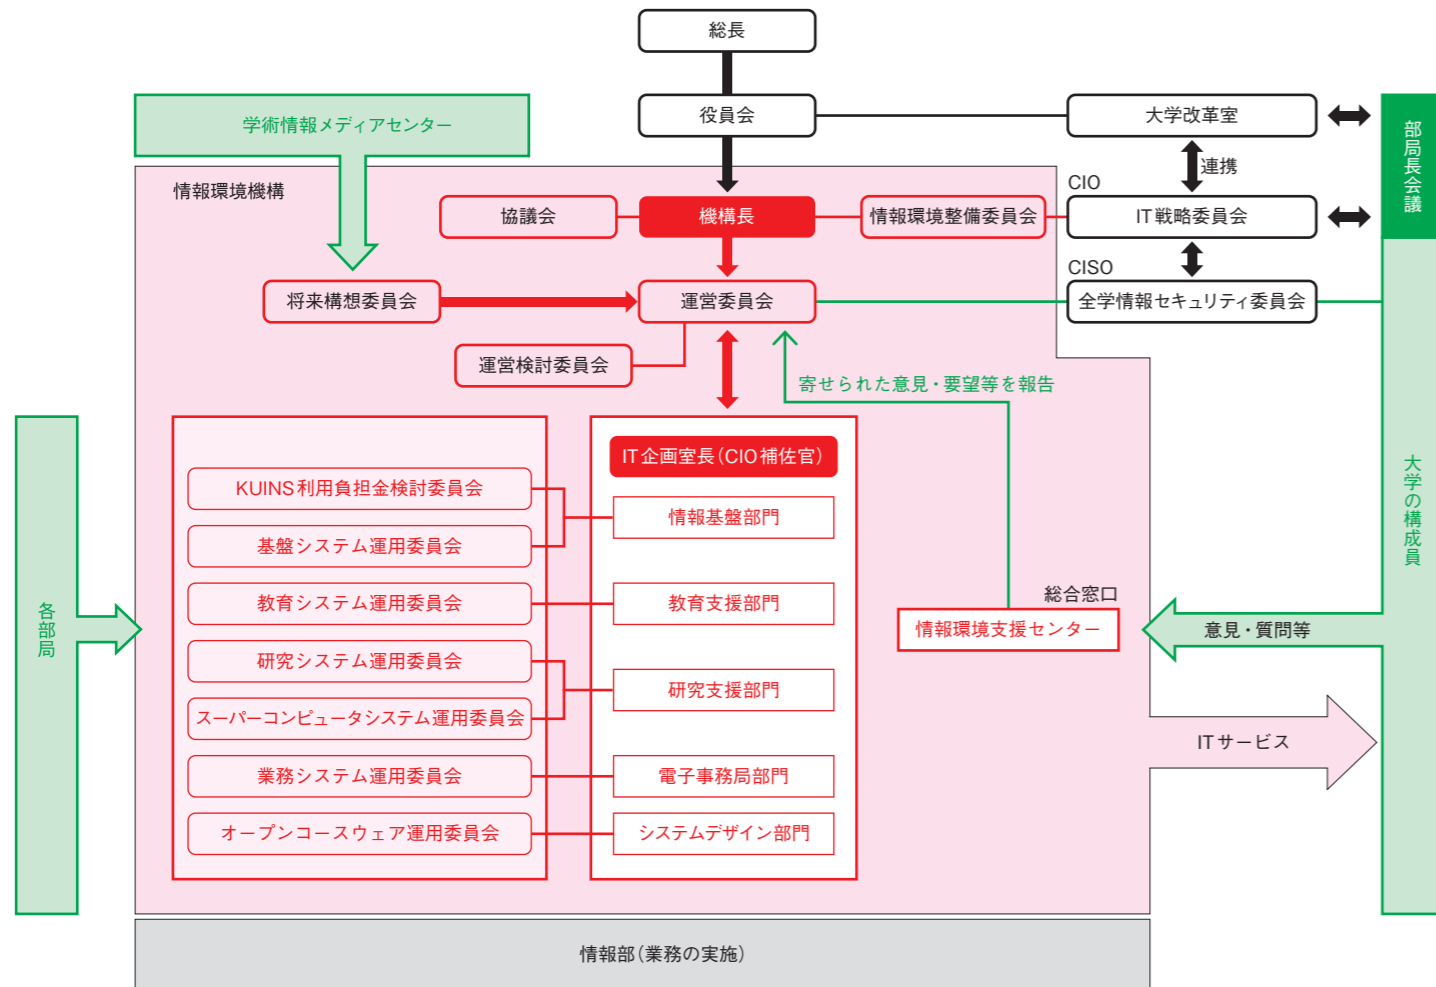 総長
役員会
大学改革室
部局長会議
学術情報メディアセンター
連携
情報環境機構
CIO
協議会
機構長
情報環境整備委員会
IT戦略委員会
CISO
将来構想委員会
運営委員会
全学情報セキュリティ委員会
運営検討委員会
寄せられた意見・要望等を報告
IT企画室長（CIO補佐官）
KUINS利用負担金検討委員会
情報基盤部門
基盤システム運用委員会
大学の構成員
教育システム運用委員会
教育支援部門
総合窓口
各部局
情報環境支援センター
意見・質問等
研究システム運用委員会
研究支援部門
スーパーコンピュータシステム運用委員会
ITサービス
業務システム運用委員会
電子事務局部門
オープンコースウェア運用委員会
システムデザイン部門
情報部（業務の実施）